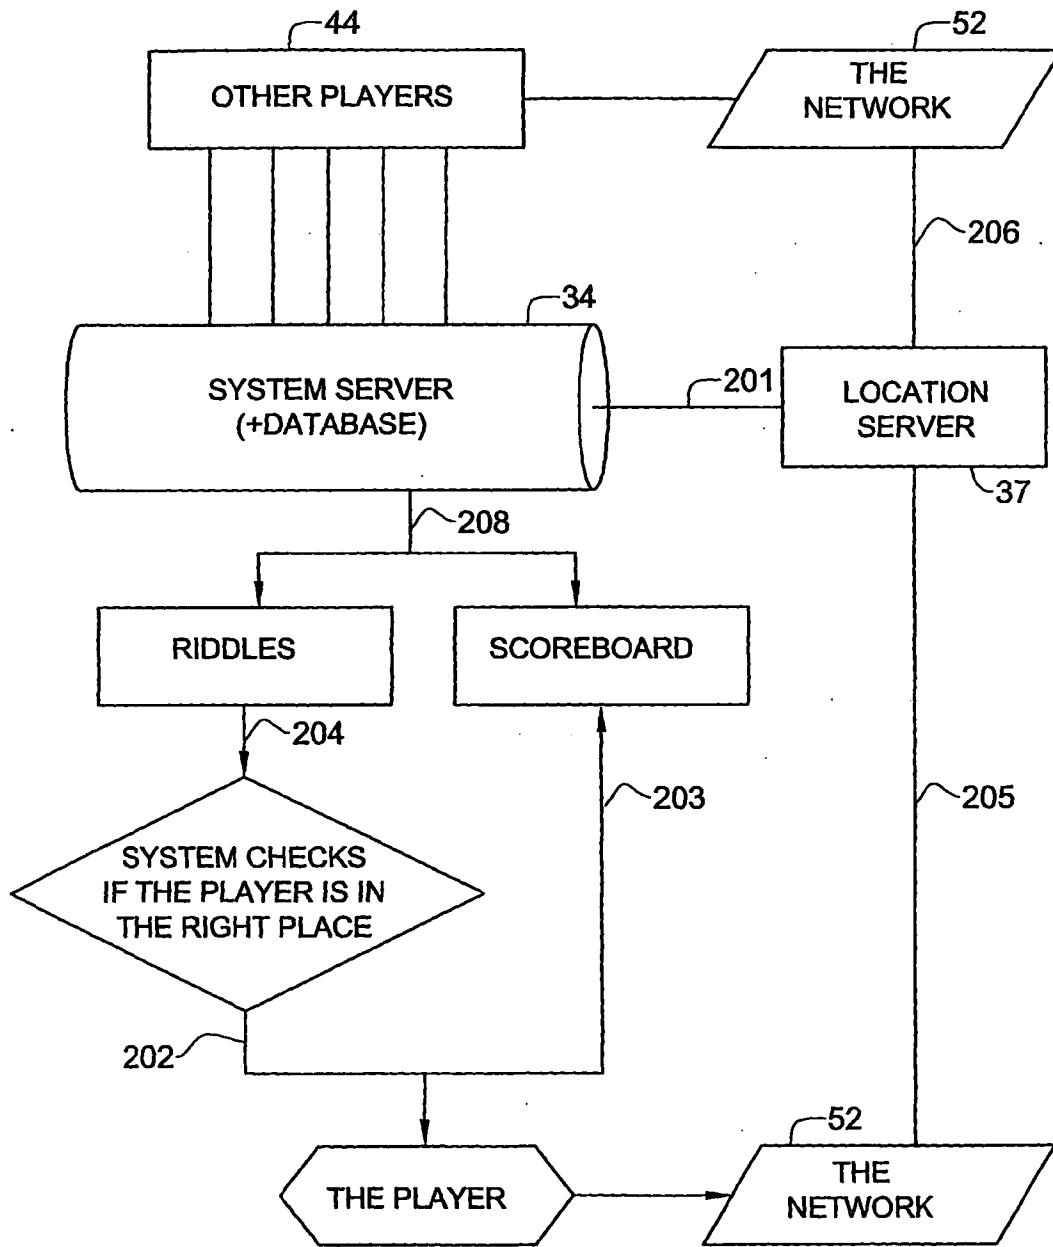 44
52
OTHER PLAYERS
THE
NETWORK
206
34
SYSTEM SERVER
(+DATABASE)
201
LOCATION
SERVER
37
208
RIDDLES
SCOREBOARD
204
203
205
SYSTEM CHECKS
IF THE PLAYER IS IN
THE RIGHT PLACE
202
52
THE PLAYER
THE
NETWORK